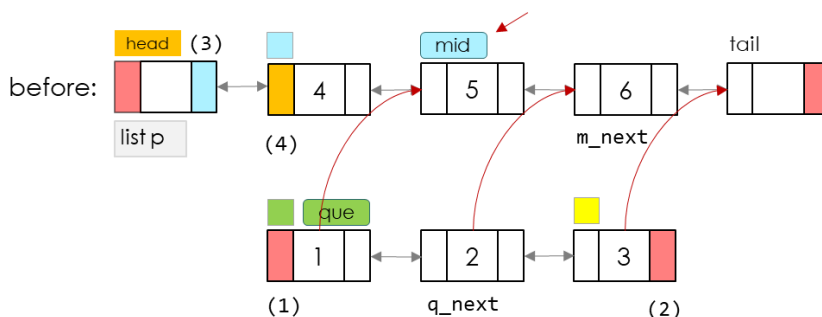 head (3) mid tail
before: 4 5 6
list p (4) m_next
que
1 2 3
(1) q_next (2)